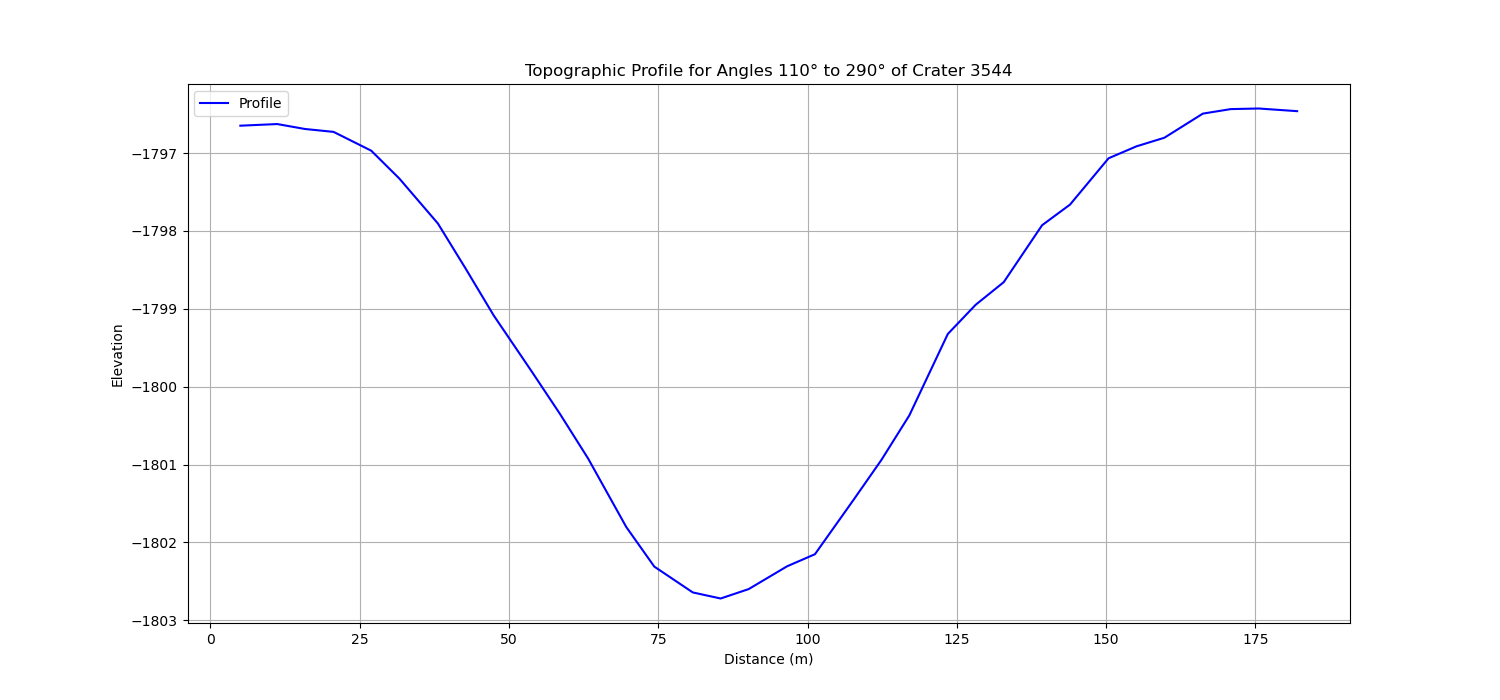 Topographic Profile for Angles 110° to 290° of Crater 3544
Profile
−1797
−1798
−1799
−1800
−1801
−1802
−1803
Elevation
0 25 50 75 100 125 150 175
Distance (m)